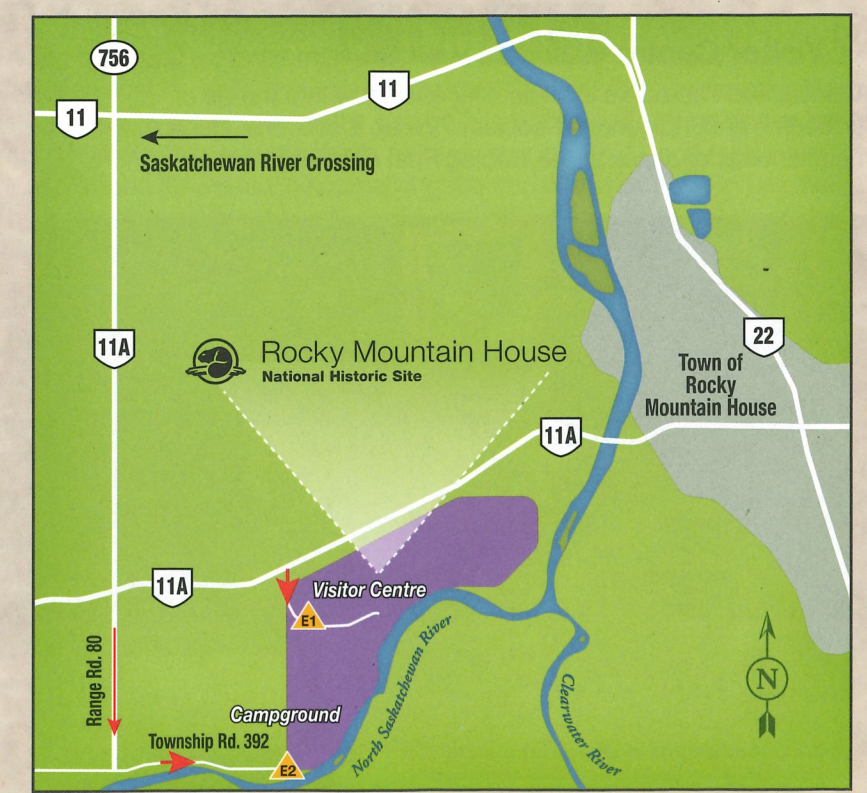 756
11
11
Saskatchewan River Crossing
11A
Rocky Mountain House
National Historic Site
22
Town of
Rocky
Mountain House
11A
11A
Visitor Centre
E1
Range Rd. 80
North Saskatchewan River
Clearwater River
N
Campground
Township Rd. 392
E2